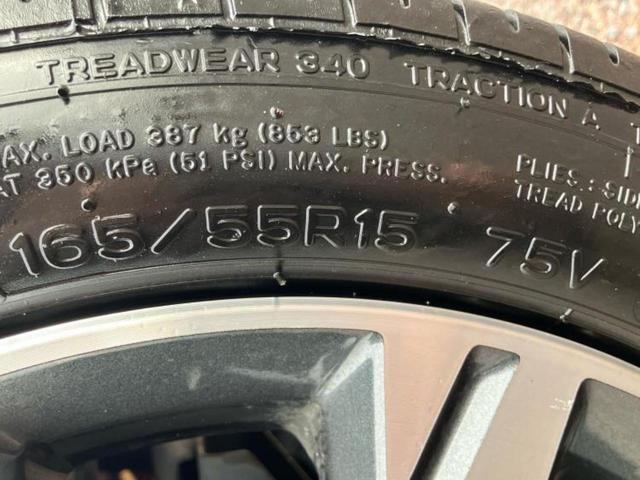 TREADWEAR 340 TRACTION A T
AX. LOAD 387 kg (853 LBS)
AT 350 kPa (51 PSI) MAX. PRESS.
PLIES: SID
TREAD POLY
165/55R15 75V